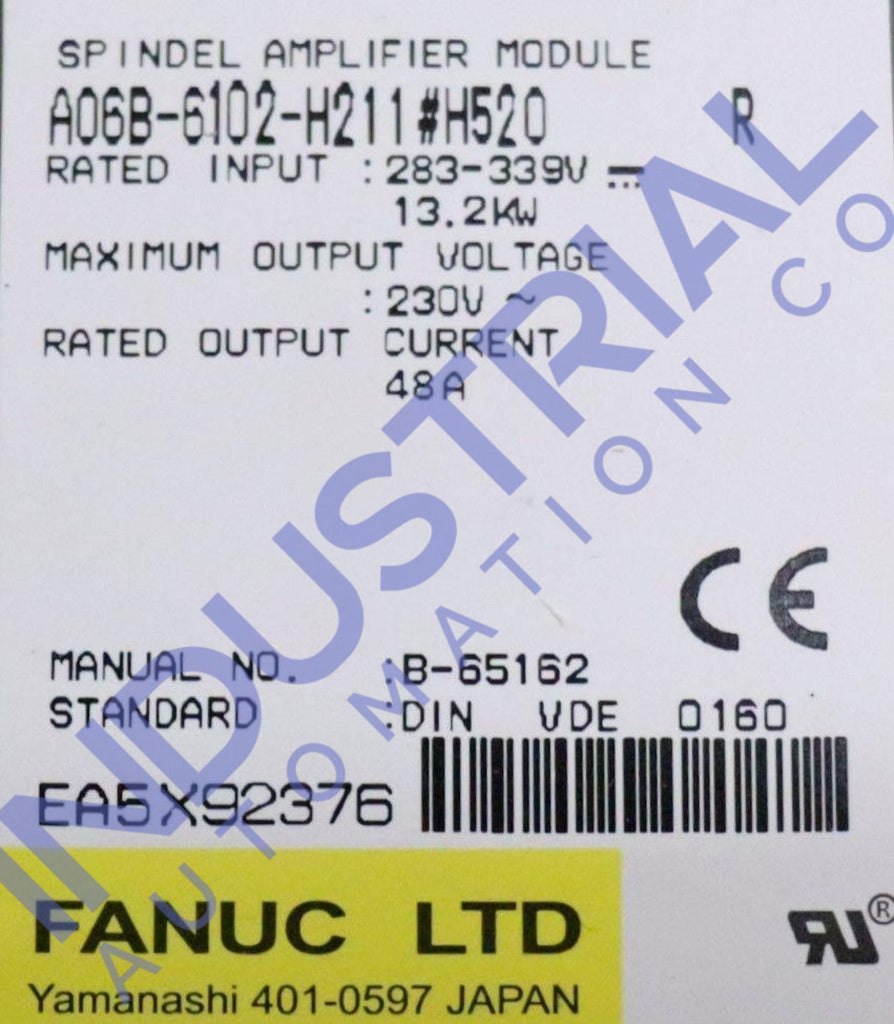 SPINDEL AMPLIFIER MODULE
A06B-6102-H211#H520 R
RATED INPUT :283-339V ⎓
13.2kW
MAXIMUM OUTPUT VOLTAGE
:230V ~
RATED OUTPUT CURRENT
48A
CE
MANUAL NO. :B-65162
STANDARD :DIN VDE 0160
EA5X92376
FANUC LTD
Yamanashi 401-0597 JAPAN
RU®
INDUSTRIAL
AUTOMATION CO